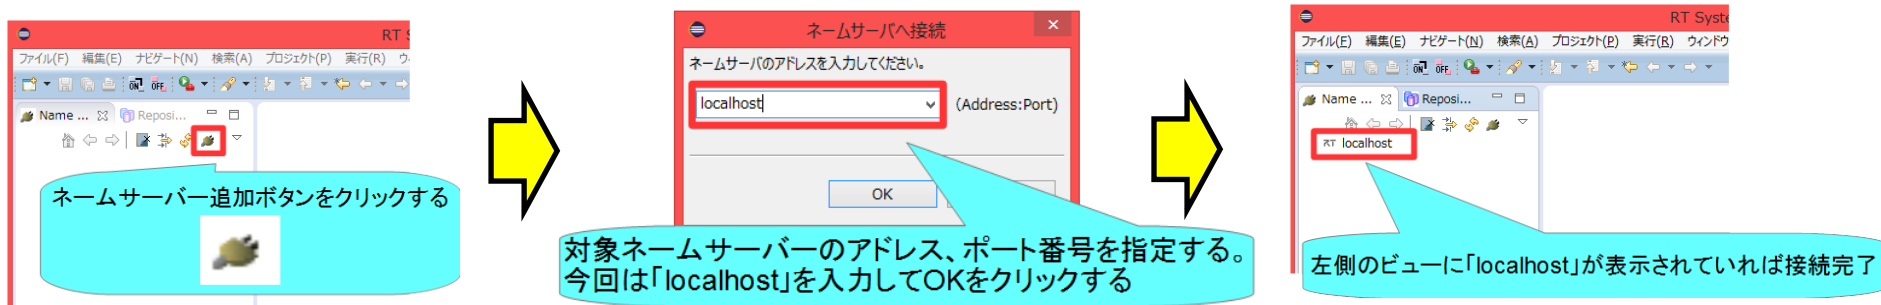 RT S
ファイル(F) 編集(E) ナビゲート(N) 検索(A) プロジェクト(P) 実行(R)
ON OFF
Name ... Reposi...
ネームサーバー追加ボタンをクリックする
ネームサーバへ接続
ネームサーバのアドレスを入力してください。
localhost (Address:Port)
OK
対象ネームサーバーのアドレス、ポート番号を指定する。
今回は「localhost」を入力してOKをクリックする
RT Syste
ファイル(F) 編集(E) ナビゲート(N) 検索(A) プロジェクト(P) 実行(R) ウィンドウ
ON OFF
Name ... Reposi...
RT localhost
左側のビューに「localhost」が表示されていれば接続完了